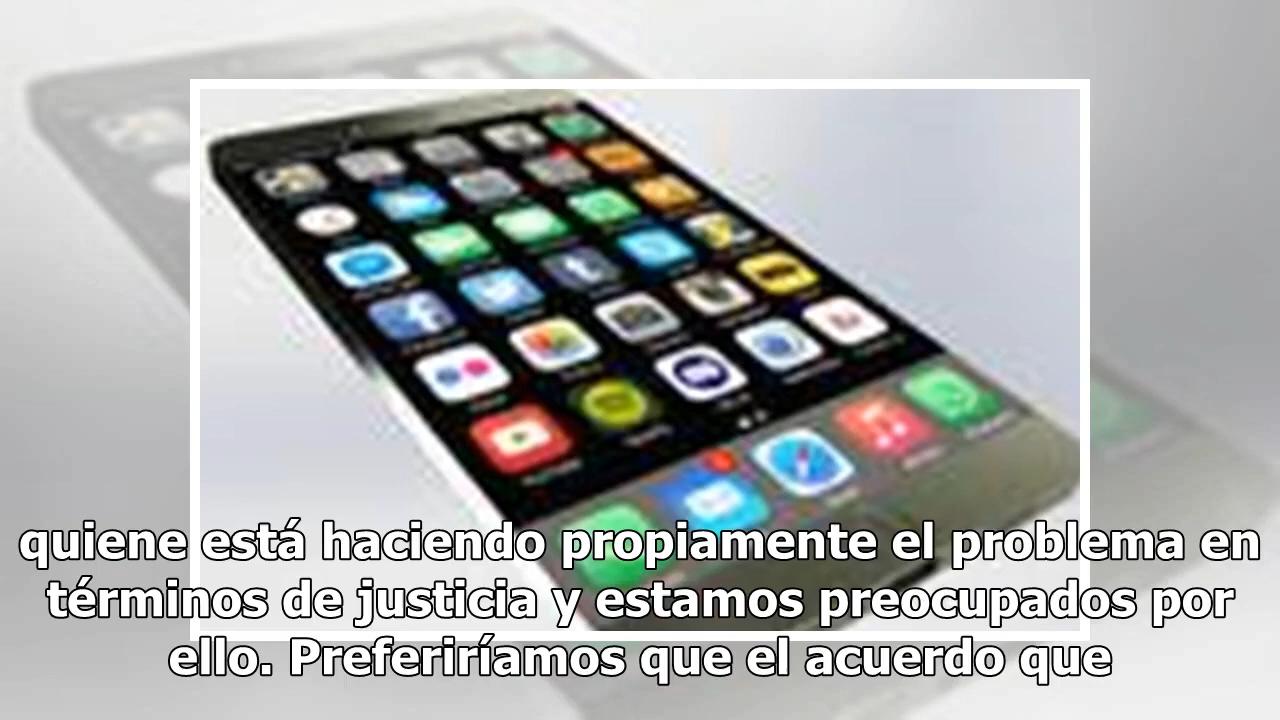 quiene está haciendo propiamente el problema en
términos de justicia y estamos preocupados por
ello. Preferiríamos que el acuerdo que